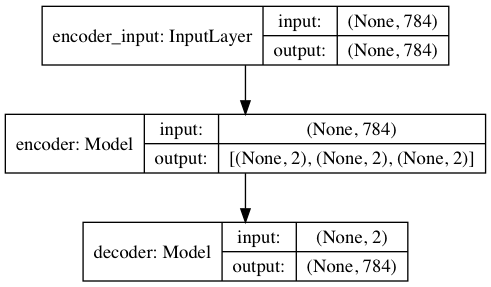 encoder_input: InputLayer
input: (None, 784)
output: (None, 784)
encoder: Model
input: (None, 784)
output: [(None, 2), (None, 2), (None, 2)]
decoder: Model
input: (None, 2)
output: (None, 784)